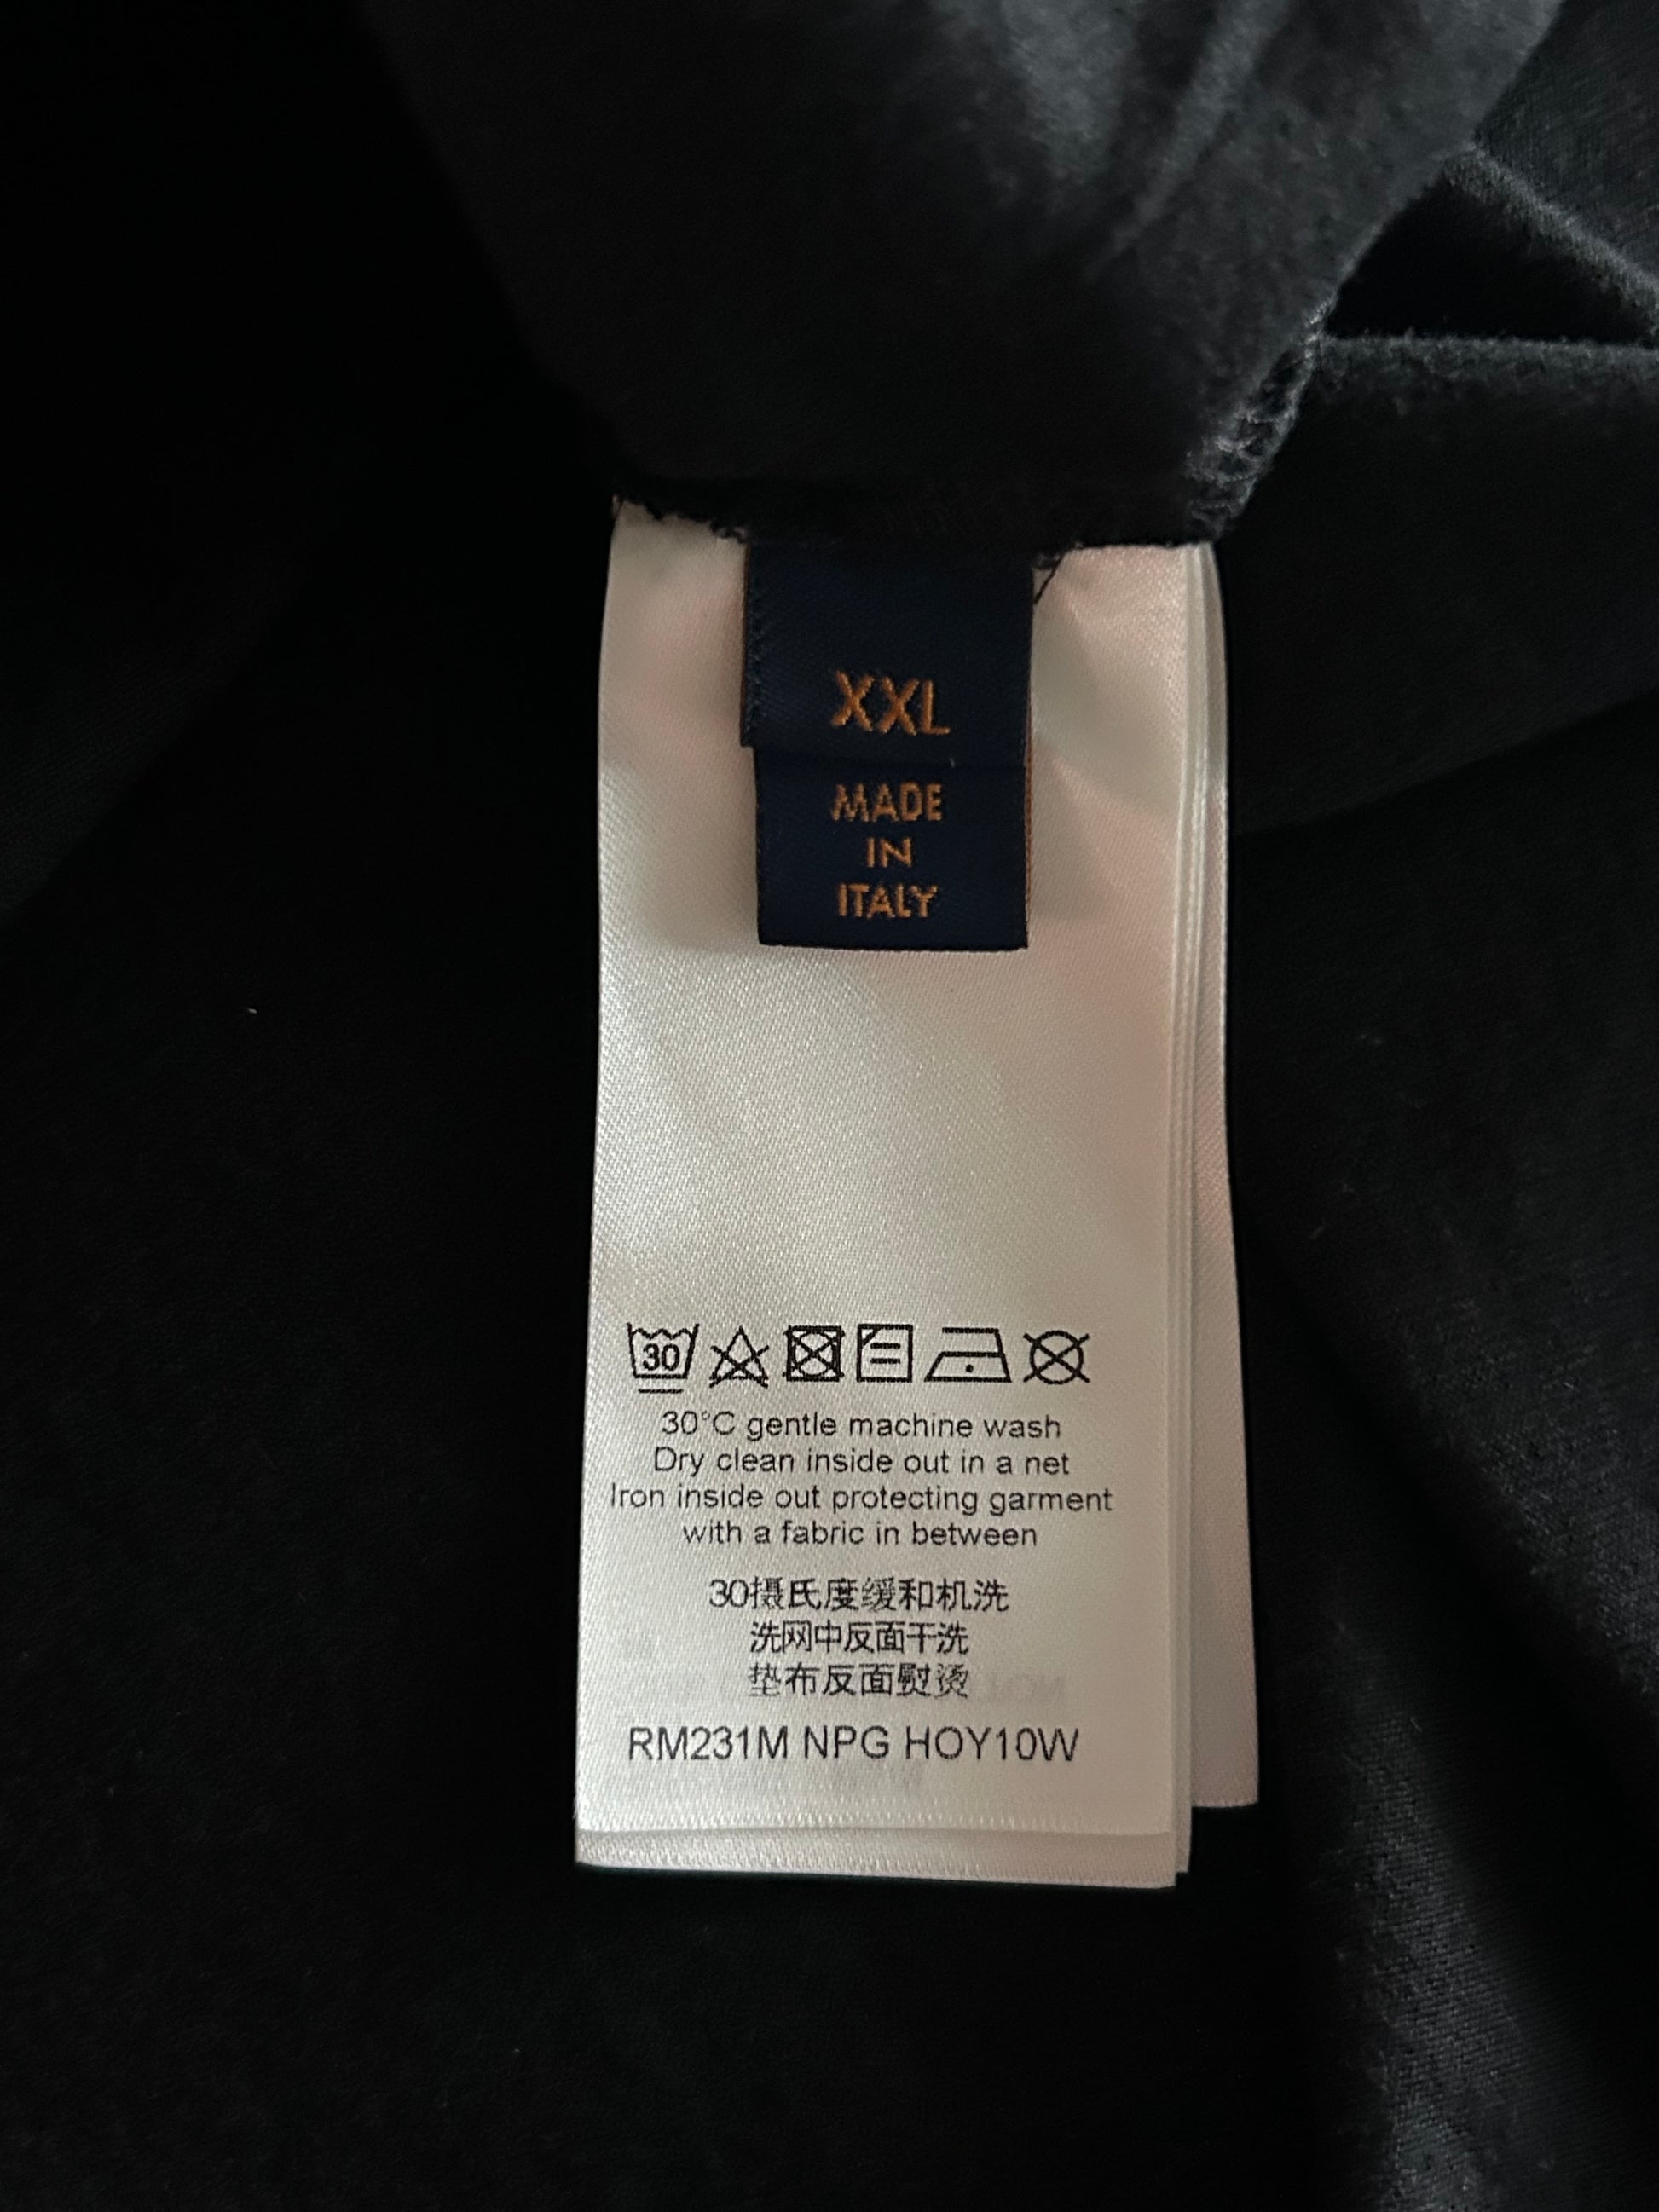 XXL
MADE
IN
ITALY
30
30°C gentle machine wash
Dry clean inside out in a net
Iron inside out protecting garment
with a fabric in between
30摄氏度缓和机洗
洗网中反面干洗
垫布反面熨烫
RM231M NPG HOY10W